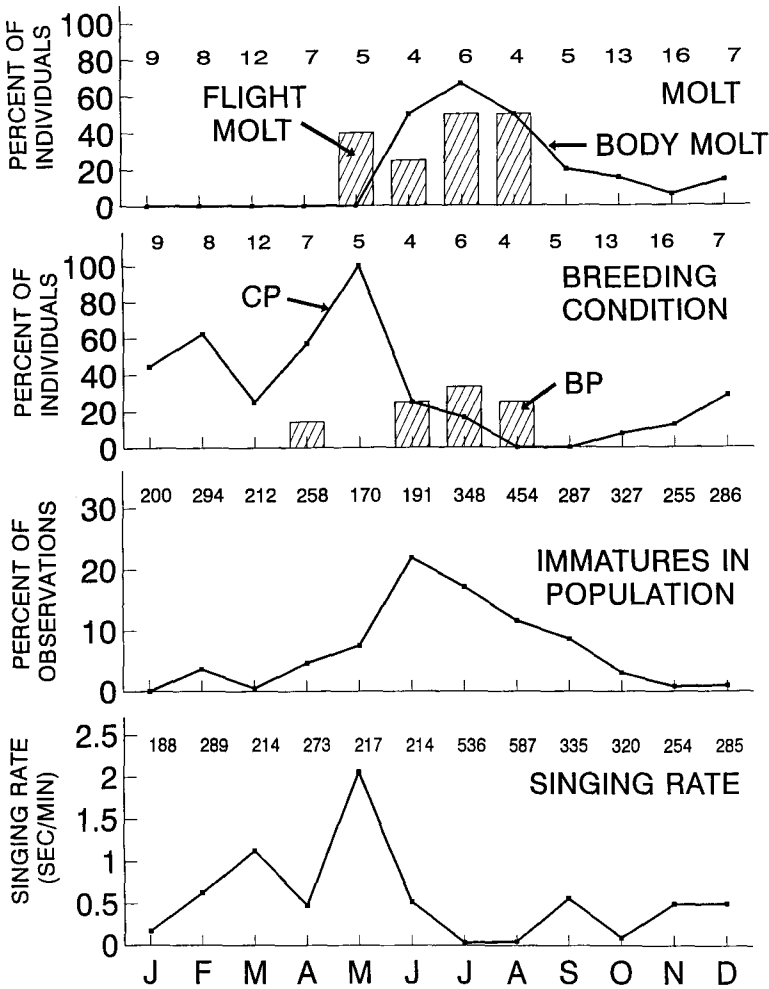 PERCENT OF
INDIVIDUALS
100
80
60
40
20
0
9 8 12 7 5 4 6 4 5 13 16 7
FLIGHT
MOLT
MOLT
BODY MOLT
PERCENT OF
INDIVIDUALS
100
80
60
40
20
0
9 8 12 7 5 4 6 4 5 13 16 7
CP
BREEDING
CONDITION
BP
PERCENT OF
OBSERVATIONS
30
20
10
0
200 294 212 258 170 191 348 454 287 327 255 286
IMMATURES IN
POPULATION
SINGING RATE
(SEC/MIN)
2.5
2
1.5
1
0.5
0
188 289 214 273 217 214 536 587 335 320 254 285
SINGING RATE
J F M A M J J A S O N D